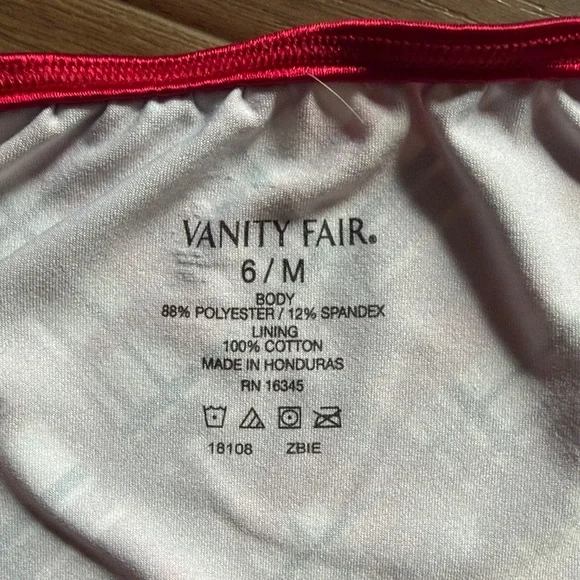 VANITY FAIR®
6 / M
BODY
88% POLYESTER / 12% SPANDEX
LINING
100% COTTON
MADE IN HONDURAS
RN 16345
18108 ZBIE